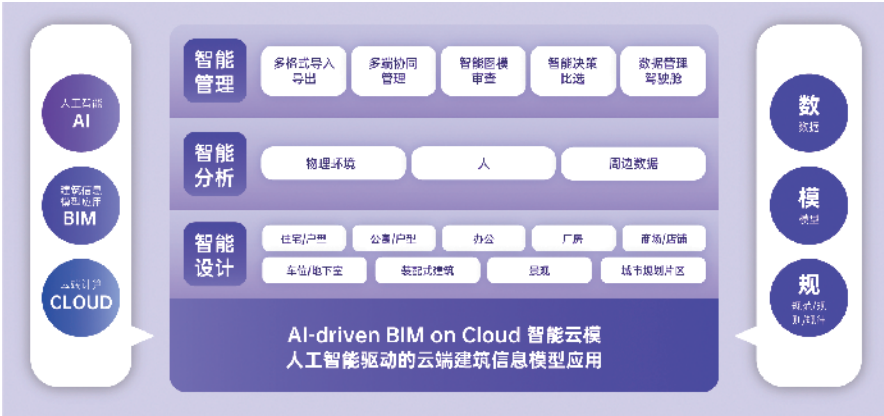 人工智能
AI
建筑信息
模型应用
BIM
云端计算
CLOUD
智能
管理
多格式导入
导出
多端协同
管理
智能图模
审查
智能决策
比选
数据管理
驾驶舱
智能
分析
物理环境
人
周边数据
智能
设计
住宅/户型
公寓/户型
办公
厂房
商场/店铺
车位/地下室
装配式建筑
景观
城市规划片区
AI-driven BIM on Cloud 智能云模
人工智能驱动的云端建筑信息模型应用
数
数据
模
模型
规